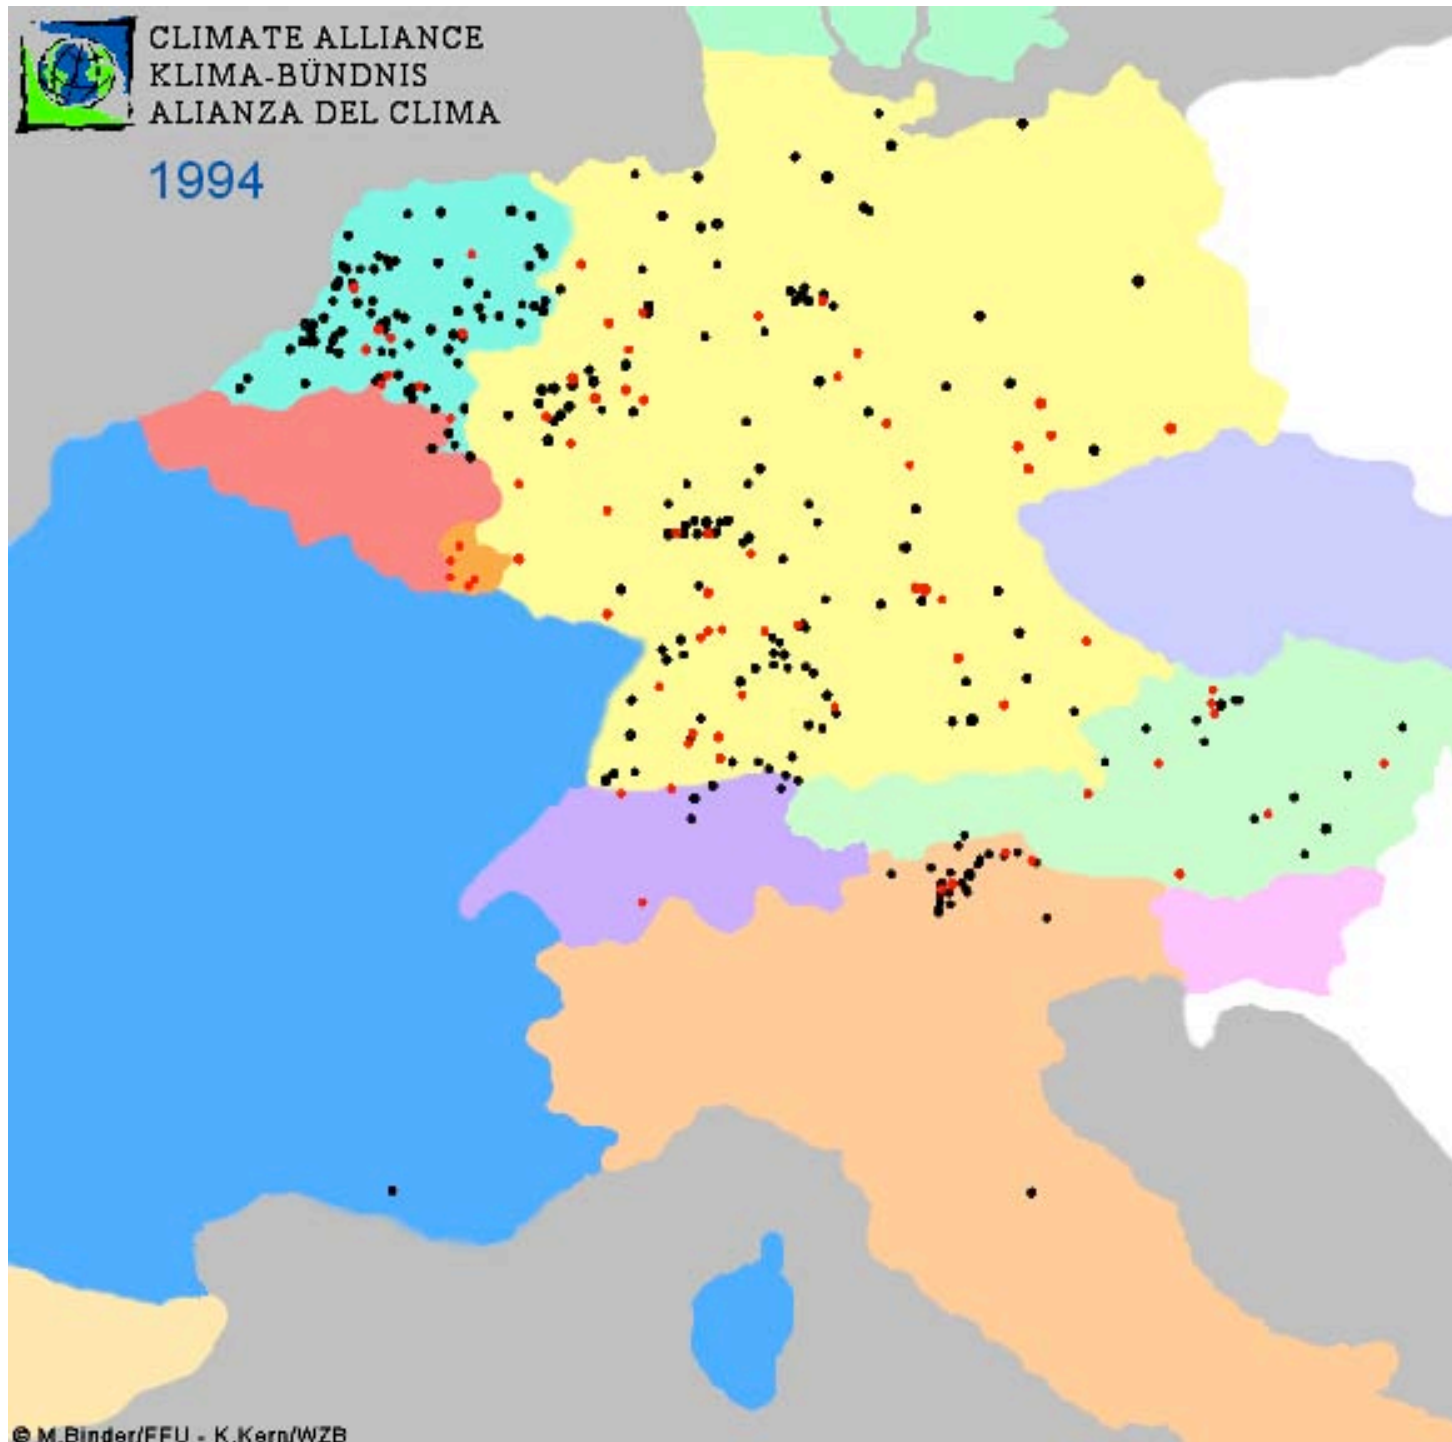 CLIMATE ALLIANCE
KLIMA-BÜNDNIS
ALIANZA DEL CLIMA
1994
© M.Binder/FFU - K.Kern/WZB